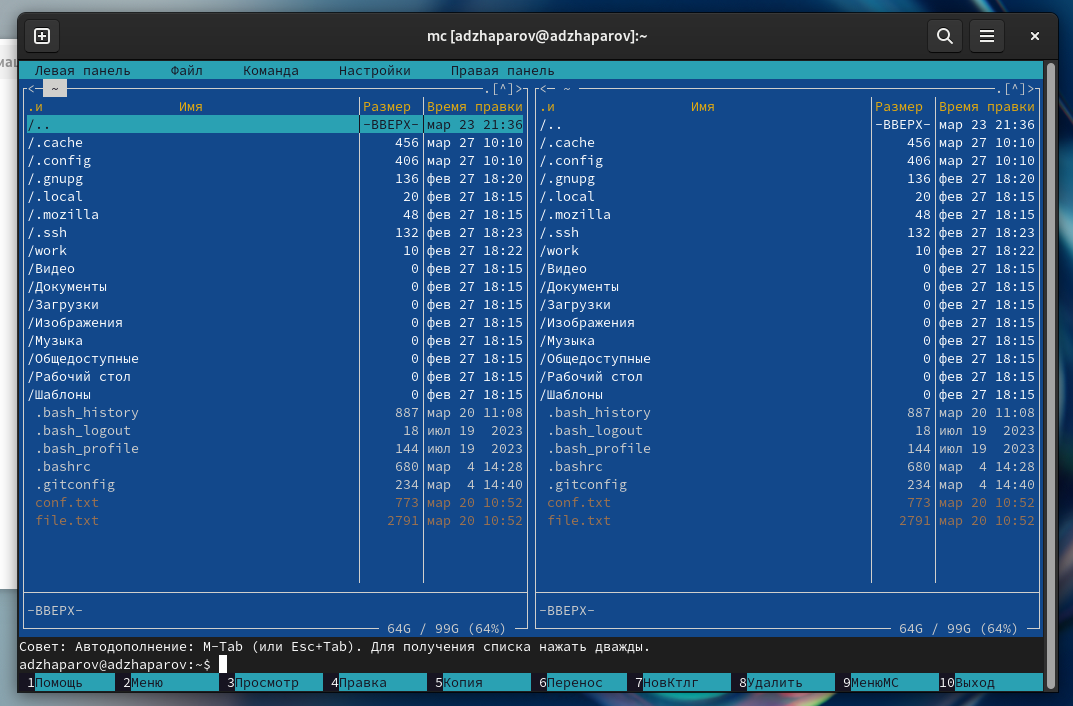 mc [adzhaparov@adzhaparov]:~
Левая панель Файл Команда Настройки Правая панель
<─ ~ .[^]> <─ ~ .[^]>
.и Имя Размер Время правки .и Имя Размер Время правки
/.. -ВВЕРХ- мар 23 21:36 /.. -ВВЕРХ- мар 23 21:36
/.cache 456 мар 27 10:10 /.cache 456 мар 27 10:10
/.config 406 мар 27 10:10 /.config 406 мар 27 10:10
/.gnupg 136 фев 27 18:20 /.gnupg 136 фев 27 18:20
/.local 20 фев 27 18:15 /.local 20 фев 27 18:15
/.mozilla 48 фев 27 18:15 /.mozilla 48 фев 27 18:15
/.ssh 132 фев 27 18:23 /.ssh 132 фев 27 18:23
/work 10 фев 27 18:22 /work 10 фев 27 18:22
/Видео 0 фев 27 18:15 /Видео 0 фев 27 18:15
/Документы 0 фев 27 18:15 /Документы 0 фев 27 18:15
/Загрузки 0 фев 27 18:15 /Загрузки 0 фев 27 18:15
/Изображения 0 фев 27 18:15 /Изображения 0 фев 27 18:15
/Музыка 0 фев 27 18:15 /Музыка 0 фев 27 18:15
/Общедоступные 0 фев 27 18:15 /Общедоступные 0 фев 27 18:15
/Рабочий стол 0 фев 27 18:15 /Рабочий стол 0 фев 27 18:15
/Шаблоны 0 фев 27 18:15 /Шаблоны 0 фев 27 18:15
.bash_history 887 мар 20 11:08 .bash_history 887 мар 20 11:08
.bash_logout 18 июл 19 2023 .bash_logout 18 июл 19 2023
.bash_profile 144 июл 19 2023 .bash_profile 144 июл 19 2023
.bashrc 680 мар 4 14:28 .bashrc 680 мар 4 14:28
.gitconfig 234 мар 4 14:40 .gitconfig 234 мар 4 14:40
conf.txt 773 мар 20 10:52 conf.txt 773 мар 20 10:52
file.txt 2791 мар 20 10:52 file.txt 2791 мар 20 10:52
-ВВЕРХ- -ВВЕРХ-
64G / 99G (64%) 64G / 99G (64%)
Совет: Автодополнение: M-Tab (или Esc+Tab). Для получения списка нажать дважды.
adzhaparov@adzhaparov:~$
1Помощь 2Меню 3Просмотр 4Правка 5Копия 6Перенос 7НовКтлг 8Удалить 9МенюМС 10Выход